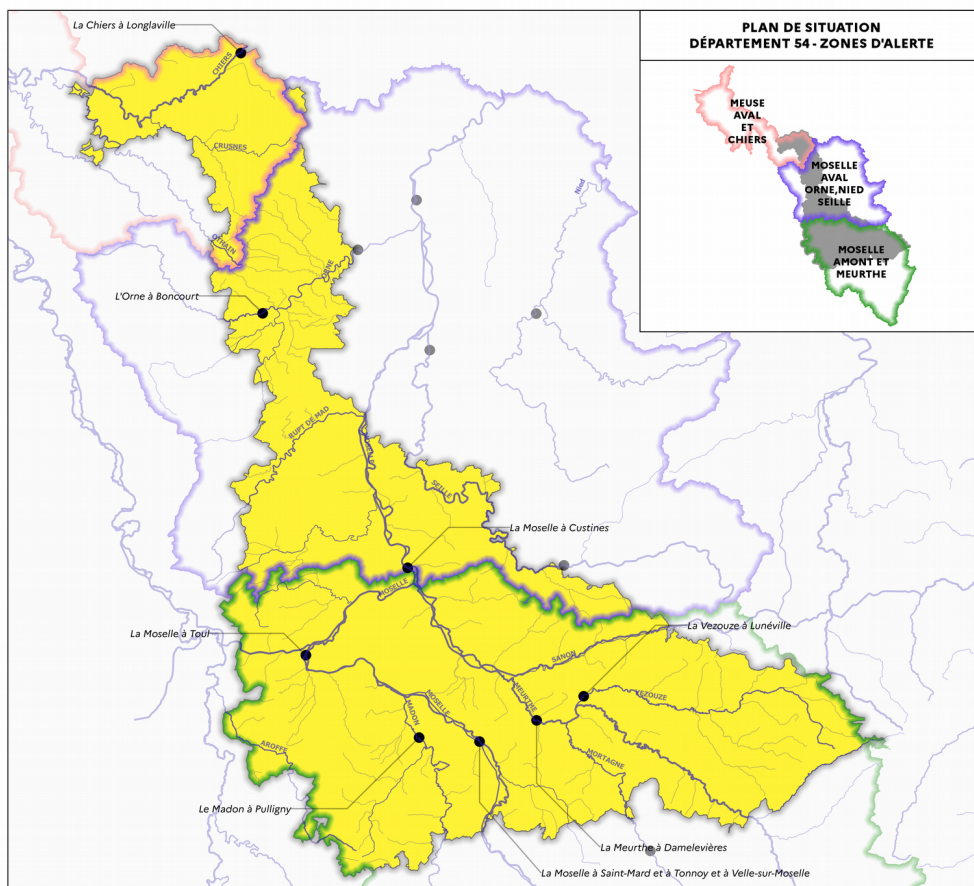 La Chiers à Longlaville
PLAN DE SITUATION
DÉPARTEMENT 54 - ZONES D'ALERTE
MEUSE
AVAL
ET
CHIERS
MOSELLE
AVAL
ORNE,NIED
SEILLE
MOSELLE
AMONT ET
MEURTHE
CHIERS
CRUSNES
OTHAIN
Nied
ORNE
L'Orne à Boncourt
RUPT DE MAD
SEILLE
La Moselle à Custines
MOSELLE
La Moselle à Toul
La Vezouze à Lunéville
SANON
MEURTHE
VEZOUZE
MOSELLE
MADON
AROFFE
MORTAGNE
Le Madon à Pulligny
La Meurthe à Damelevières
La Moselle à Saint-Mard et à Tonnoy et à Velle-sur-Moselle